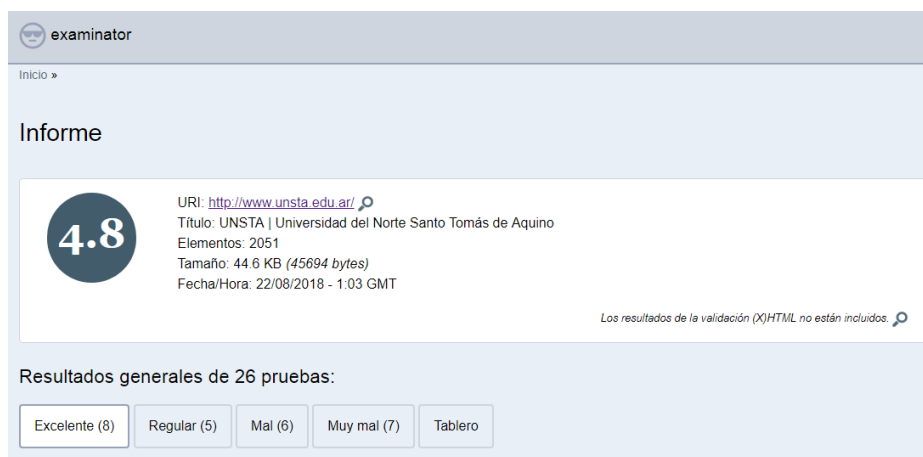 examinator
Inicio »
Informe
4.8
URI: http://www.unsta.edu.ar/
Título: UNSTA | Universidad del Norte Santo Tomás de Aquino
Elementos: 2051
Tamaño: 44.6 KB (45694 bytes)
Fecha/Hora: 22/08/2018 - 1:03 GMT
Los resultados de la validación (X)HTML no están incluidos.
Resultados generales de 26 pruebas:
Excelente (8) Regular (5) Mal (6) Muy mal (7) Tablero